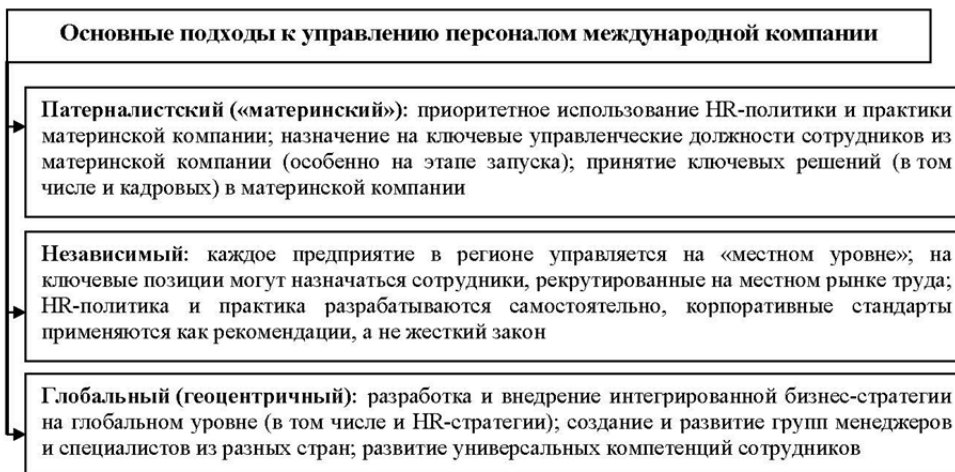 Основные подходы к управлению персоналом международной компании
Патерналистский («материнский»): приоритетное использование HR-политики и практики
материнской компании; назначение на ключевые управленческие должности сотрудников из
материнской компании (особенно на этапе запуска); принятие ключевых решений (в том
числе и кадровых) в материнской компании
Независимый: каждое предприятие в регионе управляется на «местном уровне»; на
ключевые позиции могут назначаться сотрудники, рекрутированные на местном рынке труда;
HR-политика и практика разрабатываются самостоятельно, корпоративные стандарты
применяются как рекомендации, а не жесткий закон
Глобальный (геоцентричный): разработка и внедрение интегрированной бизнес-стратегии
на глобальном уровне (в том числе и HR-стратегии); создание и развитие групп менеджеров
и специалистов из разных стран; развитие универсальных компетенций сотрудников